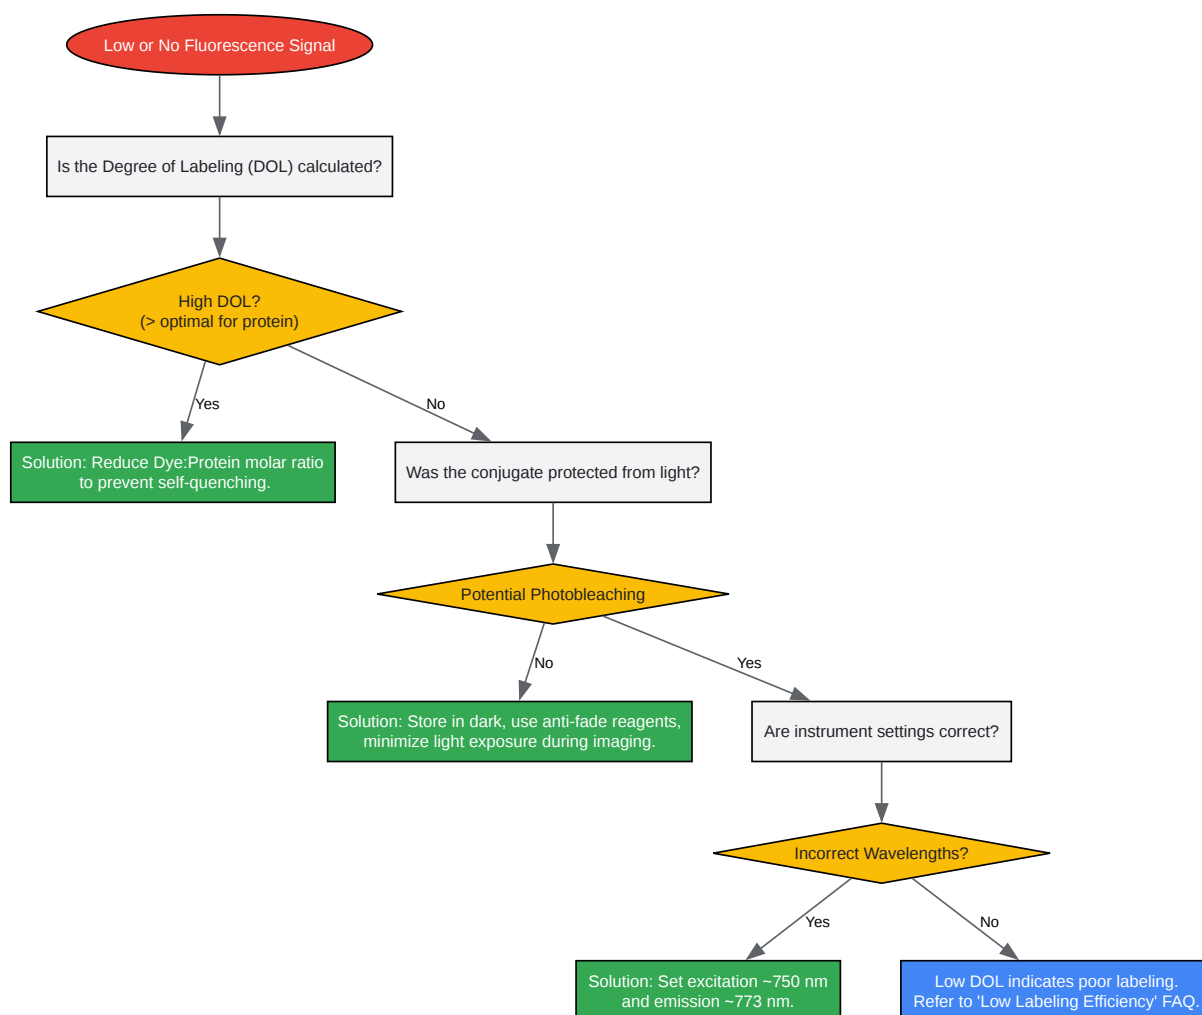 Low or No Fluorescence Signal
Is the Degree of Labeling (DOL) calculated?
High DOL?
(> optimal for protein)
Yes
No
Solution: Reduce Dye:Protein molar ratio
to prevent self-quenching.
Was the conjugate protected from light?
Potential Photobleaching
No
Yes
Solution: Store in dark, use anti-fade reagents,
minimize light exposure during imaging.
Are instrument settings correct?
Incorrect Wavelengths?
Yes
No
Solution: Set excitation ~750 nm
and emission ~773 nm.
Low DOL indicates poor labeling.
Refer to 'Low Labeling Efficiency' FAQ.